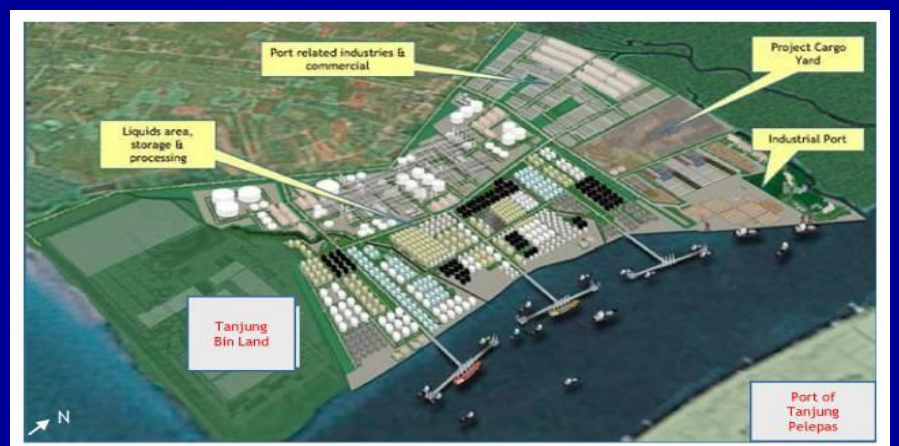 Port related industries &
commercial
Project Cargo
Yard
Liquids area,
storage &
processing
Industrial Port
Tanjung
Bin Land
Port of
Tanjung
Pelepas
N